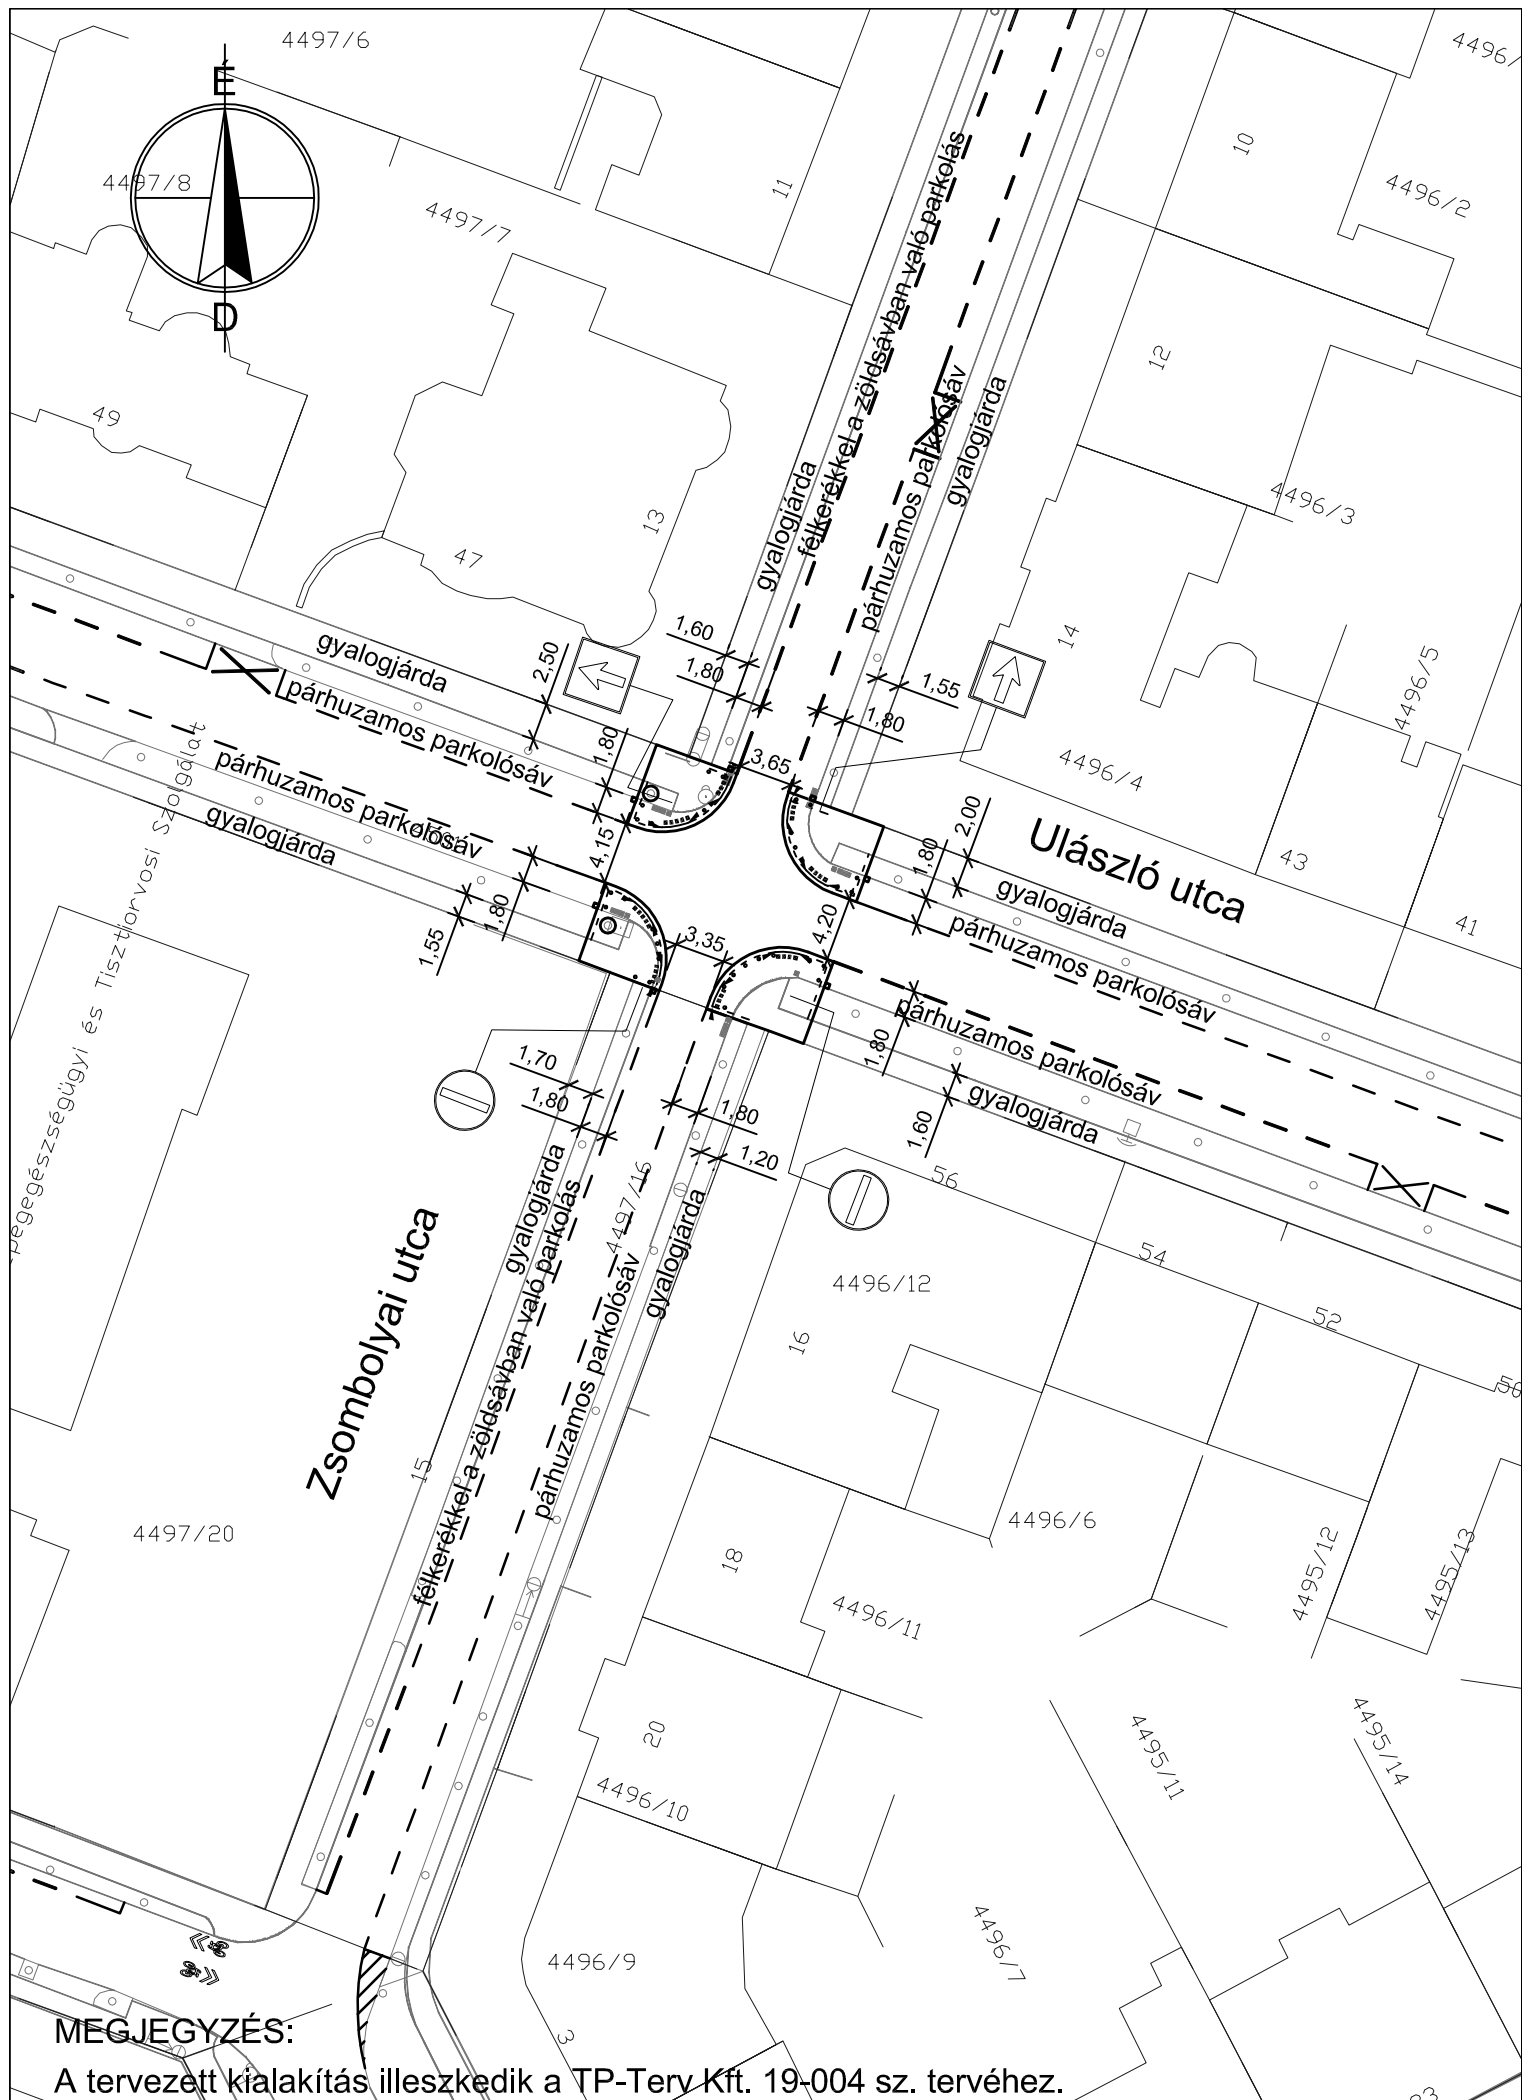 4497/6
4496/
É
10
4497/8
11
4496/2
4497/7
D
félkerékkel a zöldsávban való parkolás
12
49
párhuzamos parkolósáv
gyalogjárda
gyalogjárda
13
4496/3
47
14
1,60
gyalogjárda
2,50
1,80
1,55
4496/5
párhuzamos parkolósáv
1,80
1,80
3,65
4496/4
párhuzamos parkolósáv
gyalogjárda
4,15
2,00
1,80
Ulászló utca
43
gyalogjárda
41
1,80
1,55
4,20
3,35
párhuzamos parkolósáv
párhuzamos parkolósáv
1,80
gyalogjárda
1,60
pegegészségügyi és Tisztiorvosi Szolgálat
1,70
1,80
1,80
1,20
gyalogjárda
félkerékkel a zöldsávban való parkolás
4497/16
párhuzamos parkolósáv
gyalogjárda
56
54
4496/12
52
50
16
Zsombolyai utca
15
4497/20
18
4496/6
4495/12
4495/13
4496/11
20
4496/10
4495/11
4495/14
4496/9
4496/7
3
MEGJEGYZÉS:
A tervezett kialakítás illeszkedik a TP-Terv Kft. 19-004 sz. tervéhez.